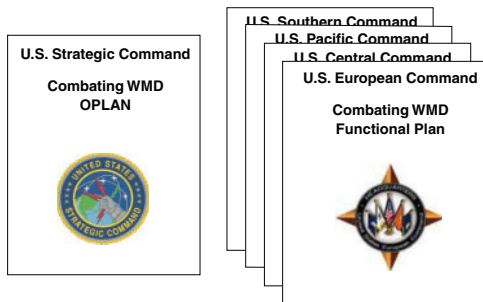 U.S. Strategic Command
Combating WMD
OPLAN
UNITED STATES
STRATEGIC COMMAND
U.S. Southern Command
U.S. Pacific Command
U.S. Central Command
U.S. European Command
Combating WMD
Functional Plan